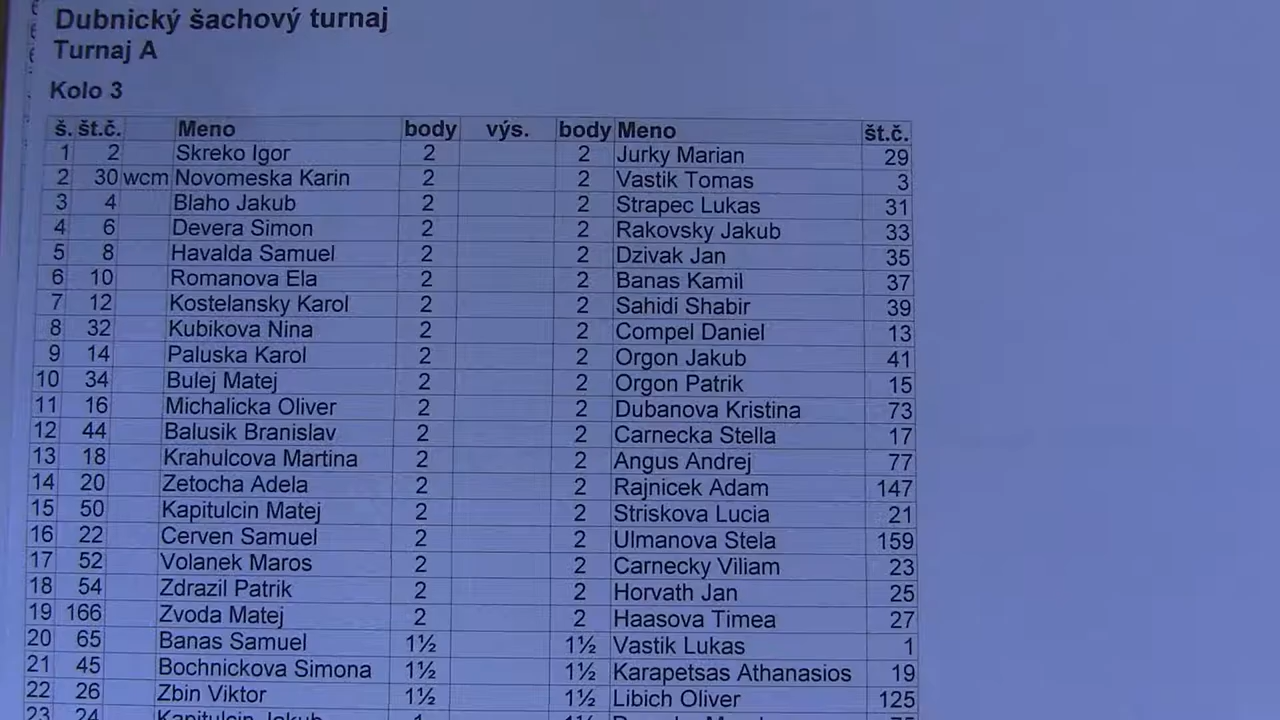 Dubnický šachový turnaj
Turnaj A
Kolo 3
š. št.č. Meno body výs. body Meno št.č.
1 2 Skreko Igor 2 2 Jurky Marian 29
2 30 wcm Novomeska Karin 2 2 Vastik Tomas 3
3 4 Blaho Jakub 2 2 Strapec Lukas 31
4 6 Devera Simon 2 2 Rakovsky Jakub 33
5 8 Havalda Samuel 2 2 Dzivak Jan 35
6 10 Romanova Ela 2 2 Banas Kamil 37
7 12 Kostelansky Karol 2 2 Sahidi Shabir 39
8 32 Kubikova Nina 2 2 Compel Daniel 13
9 14 Paluska Karol 2 2 Orgon Jakub 41
10 34 Bulej Matej 2 2 Orgon Patrik 15
11 16 Michalicka Oliver 2 2 Dubanova Kristina 73
12 44 Balusik Branislav 2 2 Carnecka Stella 17
13 18 Krahulcova Martina 2 2 Angus Andrej 77
14 20 Zetocha Adela 2 2 Rajnicek Adam 147
15 50 Kapitulcin Matej 2 2 Striskova Lucia 21
16 22 Cerven Samuel 2 2 Ulmanova Stela 159
17 52 Volanek Maros 2 2 Carnecky Viliam 23
18 54 Zdrazil Patrik 2 2 Horvath Jan 25
19 166 Zvoda Matej 2 2 Haasova Timea 27
20 65 Banas Samuel 1½ 1½ Vastik Lukas 1
21 45 Bochnickova Simona 1½ 1½ Karapetsas Athanasios 19
22 26 Zbin Viktor 1½ 1½ Libich Oliver 125
23 24 Kapitulcin Jakub